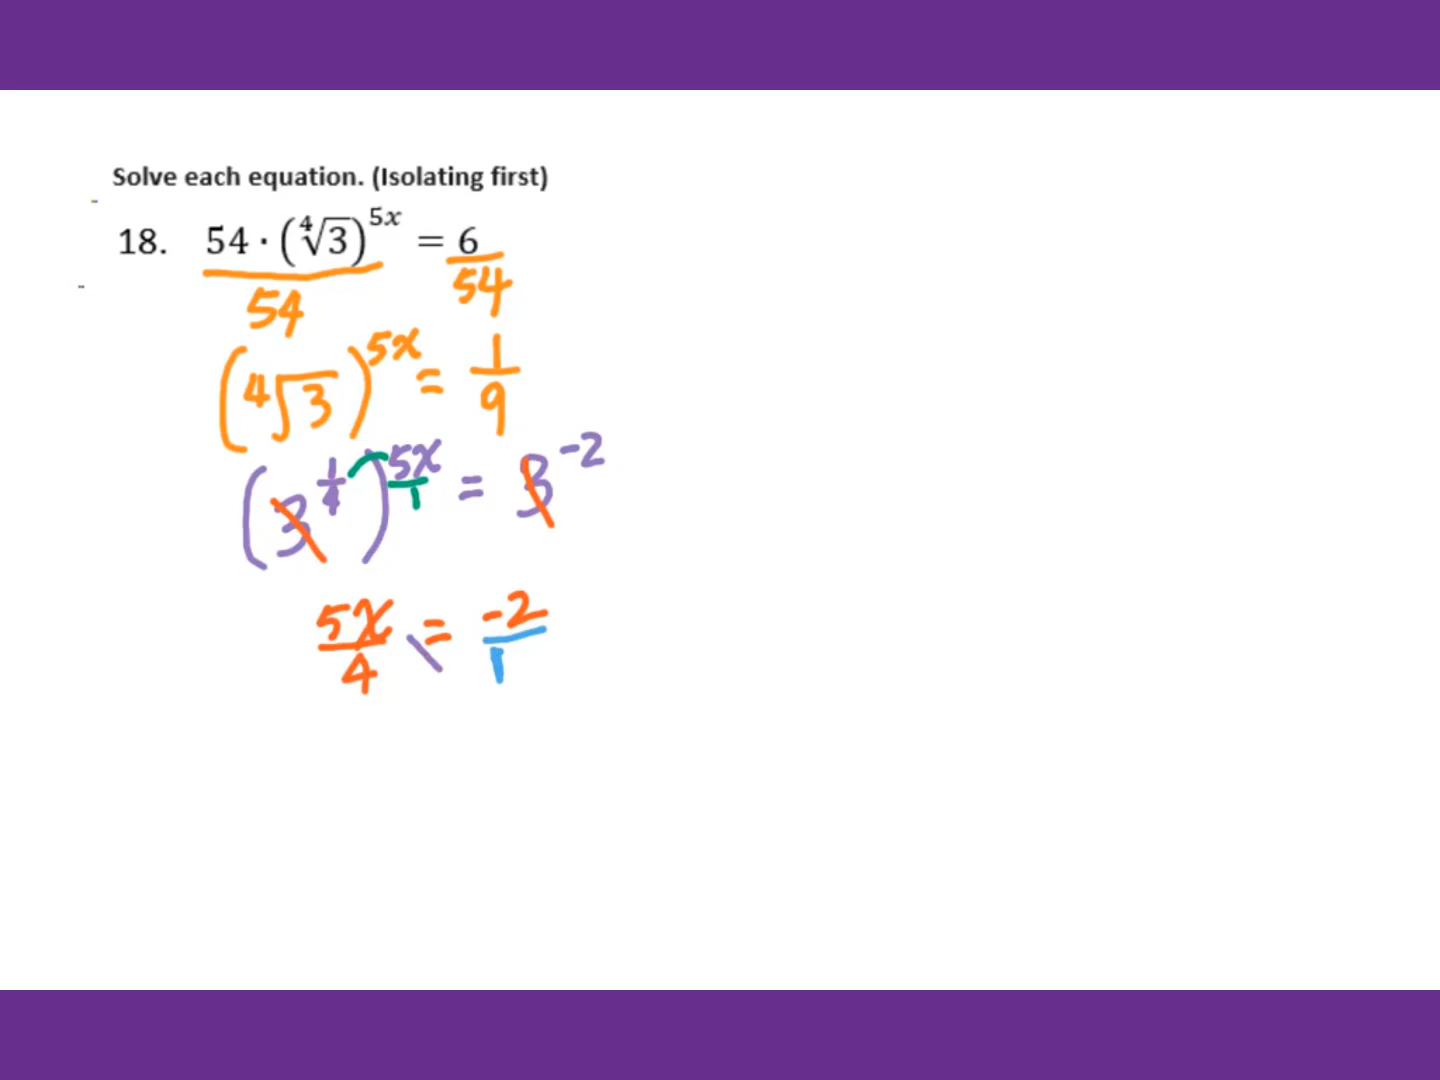 Solve each equation. (Isolating first)
18. 54 · (∜3)^5x = 6
54 54
(∜3)^5x = 1/9
(3^1/4)^5x/1 = 3^-2
5x/4 = -2/1